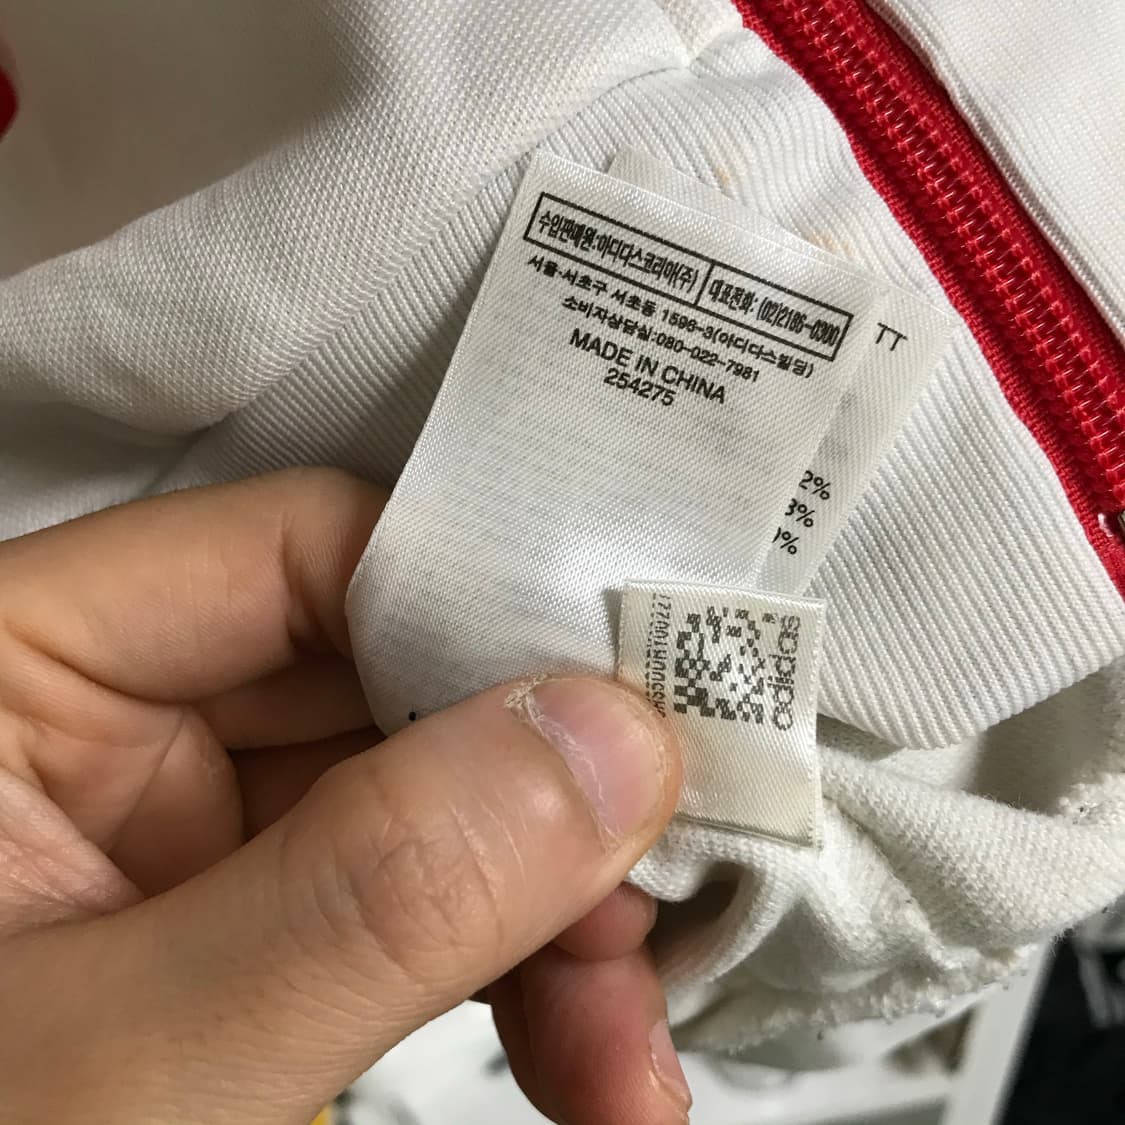 수입판매원:아디다스코리아(주) 대표전화: (02)2186-0300
서울·서초구 서초동 1596-3(아디다스빌딩)
소비자상담실:080-022-7981
MADE IN CHINA
254275
TT
2%
3%
%
adidas